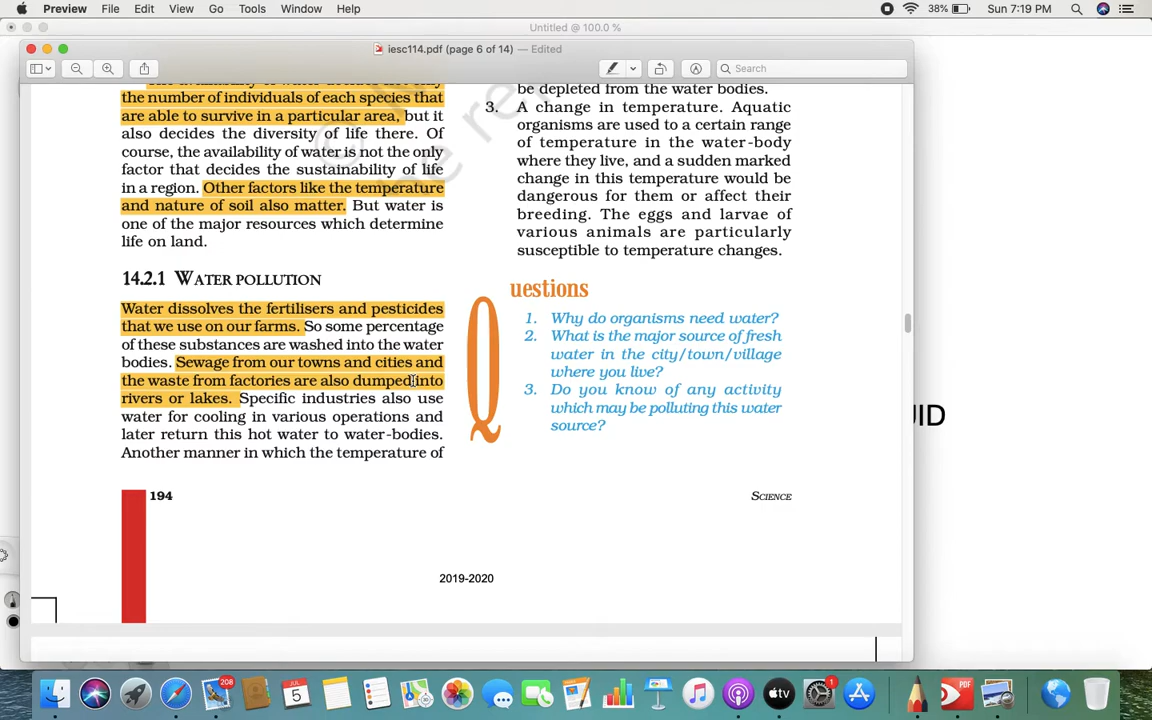 Preview File Edit View Go Tools Window Help
38% Sun 7:19 PM
Untitled @ 100.0 %
iesc114.pdf (page 6 of 14) — Edited
Search
the number of individuals of each species that
are able to survive in a particular area, but it
also decides the diversity of life there. Of
course, the availability of water is not the only
factor that decides the sustainability of life
in a region. Other factors like the temperature
and nature of soil also matter. But water is
one of the major resources which determine
life on land.
14.2.1 WATER POLLUTION
Water dissolves the fertilisers and pesticides
that we use on our farms. So some percentage
of these substances are washed into the water
bodies. Sewage from our towns and cities and
the waste from factories are also dumped into
rivers or lakes. Specific industries also use
water for cooling in various operations and
later return this hot water to water-bodies.
Another manner in which the temperature of
be depleted from the water bodies.
3. A change in temperature. Aquatic
organisms are used to a certain range
of temperature in the water-body
where they live, and a sudden marked
change in this temperature would be
dangerous for them or affect their
breeding. The eggs and larvae of
various animals are particularly
susceptible to temperature changes.
Questions
1. Why do organisms need water?
2. What is the major source of fresh
water in the city/town/village
where you live?
3. Do you know of any activity
which may be polluting this water
source?
194
SCIENCE
2019-2020
UID
208
JAN
5
tv
1
PDF